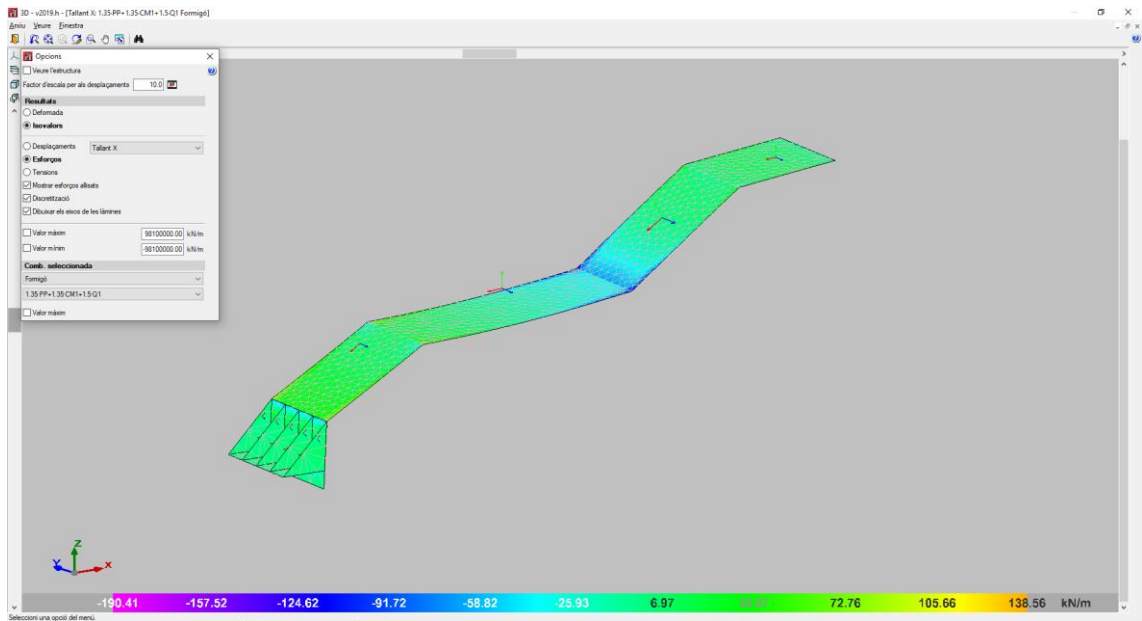 3D - v2019.h - [Tallant X: 1.35·PP+1.35·CM1+1.5·Q1 Formigó]
Arxiu Veure Finestra
Opcions
Veure l'estructura
Factor d'escala per als desplaçaments 10.0
Resultats
Deformada
Isovalors
Desplaçaments Tallant X
Esforços
Tensions
Mostrar esforços allisats
Discretització
Dibuixar els eixos de les làmines
Valor màxim 98100000.00 kN/m
Valor mínim -98100000.00 kN/m
Comb. seleccionada
Formigó
1.35·PP+1.35·CM1+1.5·Q1
Valor màxim
Z
Y X
-190.41 -157.52 -124.62 -91.72 -58.82 -25.93 6.97 72.76 105.66 138.56 kN/m
Seleccioni una opció del menú.